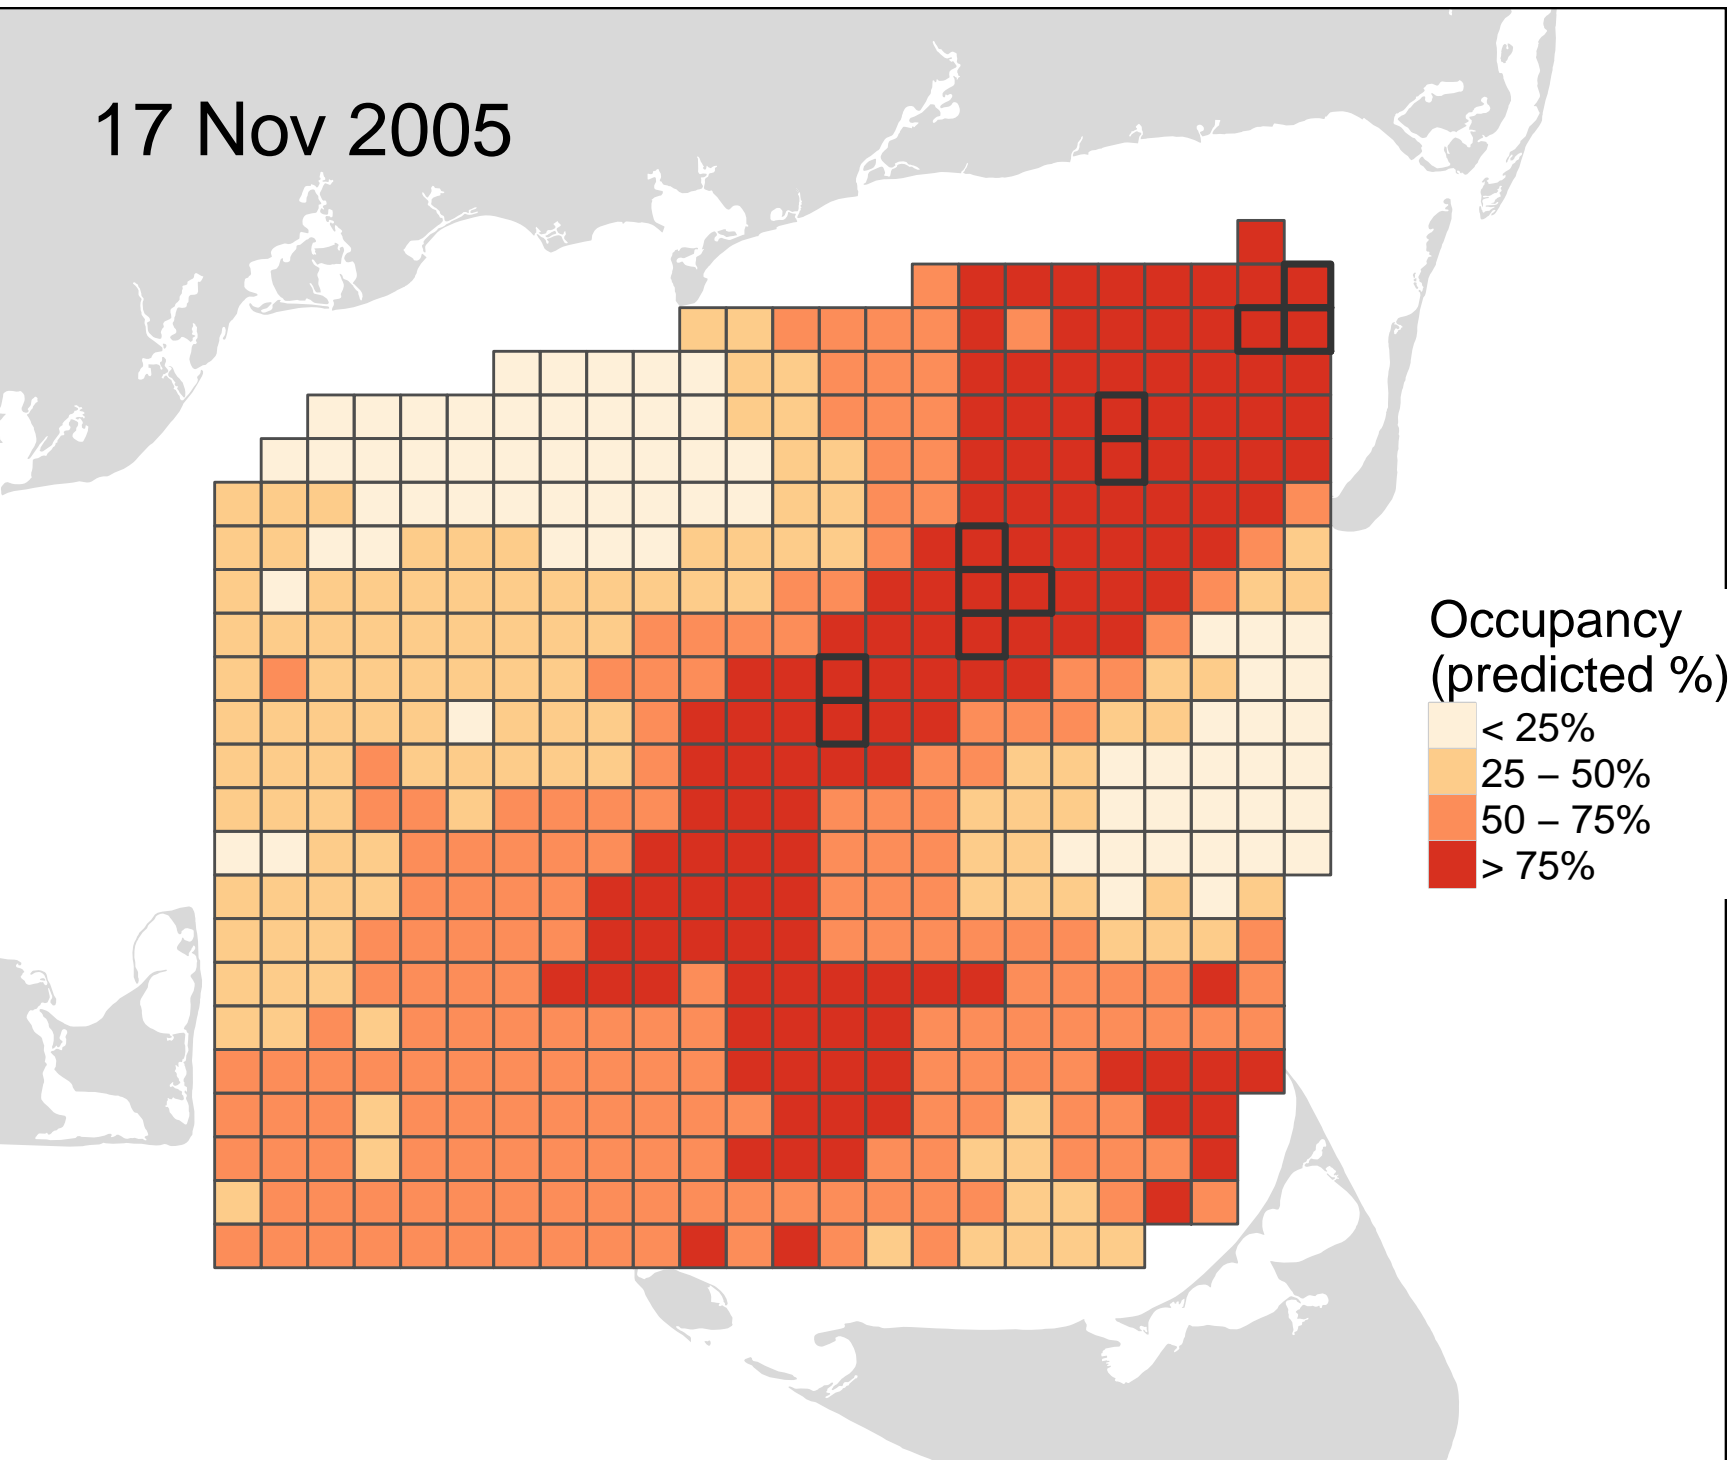 17 Nov 2005
Occupancy
(predicted %)
< 25%
25 – 50%
50 – 75%
> 75%